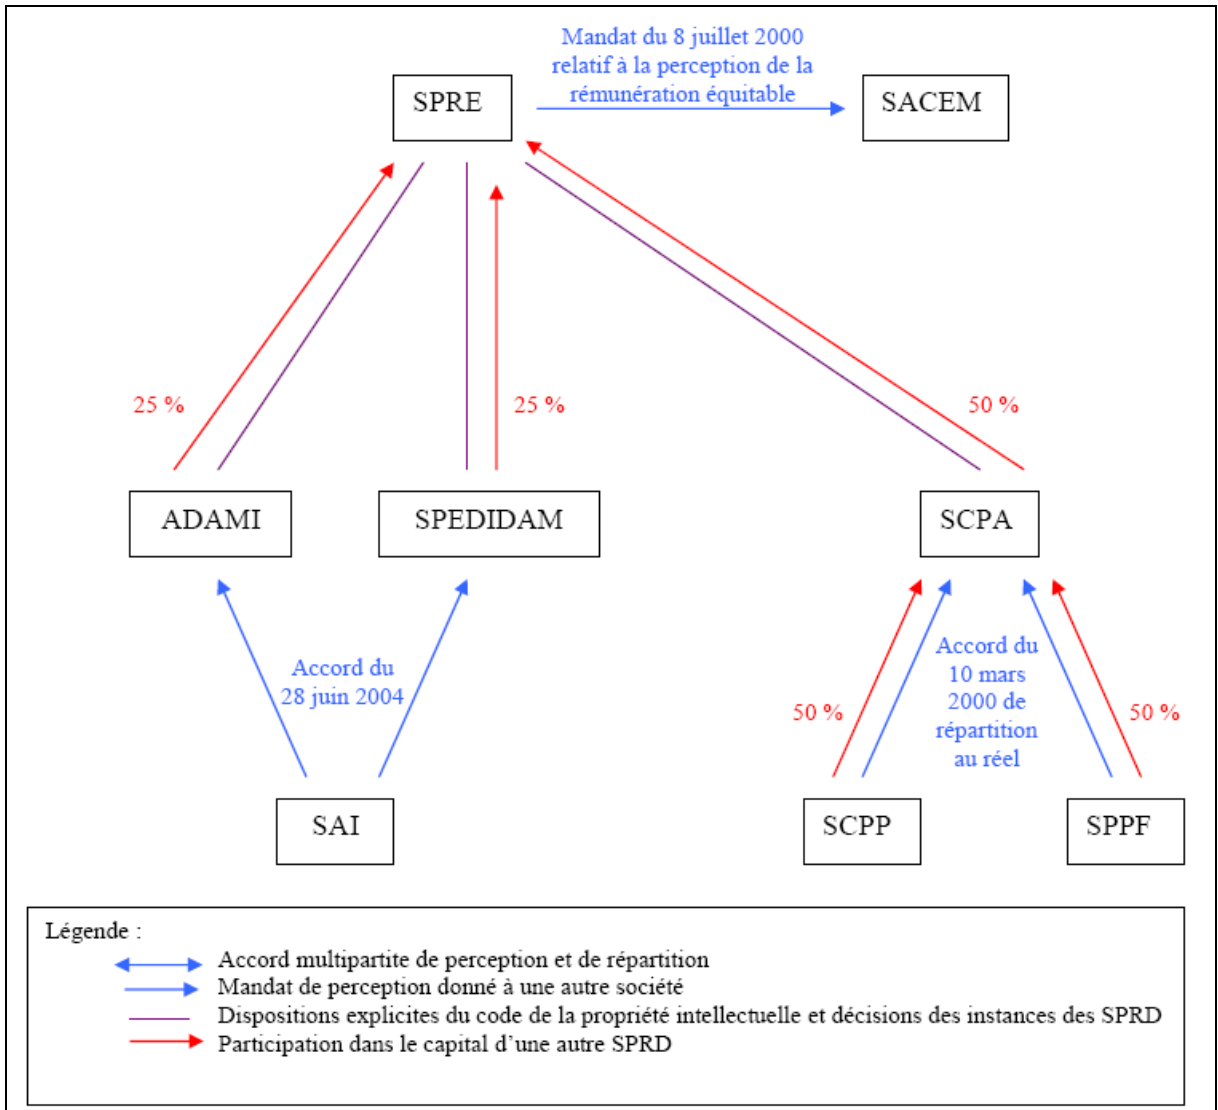 Mandat du 8 juillet 2000
relatif à la perception de la
rémunération équitable
SPRE
SACEM
25 %
25 %
50 %
ADAMI
SPEDIDAM
SCPA
Accord du
28 juin 2004
Accord du
10 mars
2000 de
répartition
au réel
50 %
50 %
SAI
SCPP
SPPF
Légende :
Accord multipartite de perception et de répartition
Mandat de perception donné à une autre société
Dispositions explicites du code de la propriété intellectuelle et décisions des instances des SPRD
Participation dans le capital d’une autre SPRD